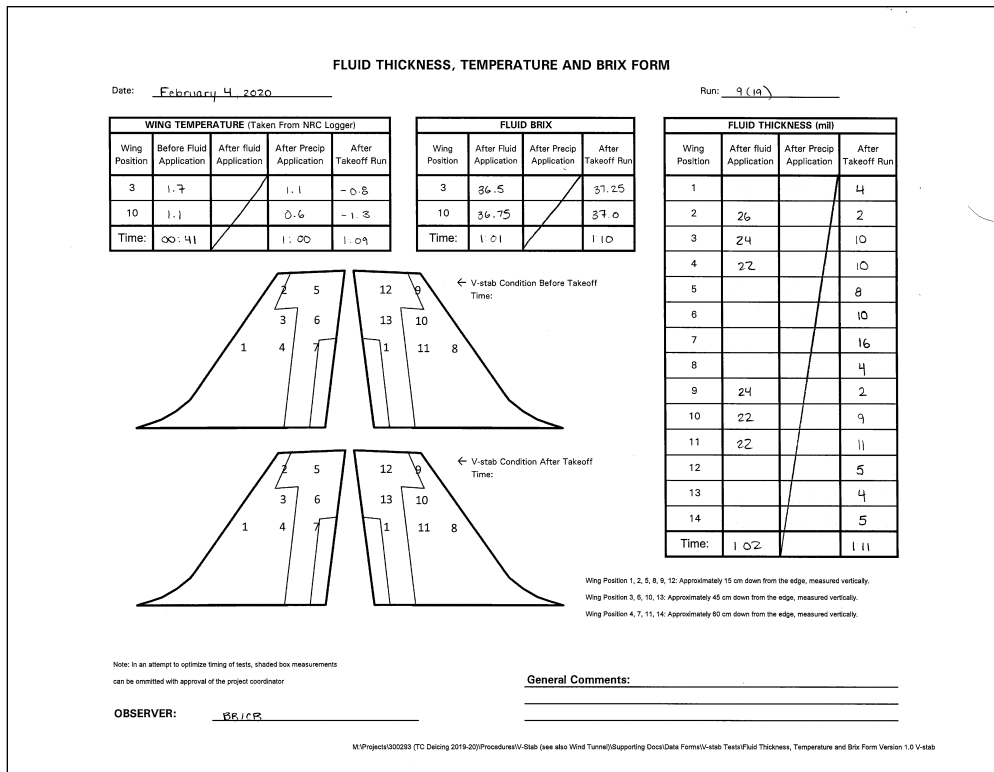 FLUID THICKNESS, TEMPERATURE AND BRIX FORM
Date: February 4, 2020 Run: 9 (19)
WING TEMPERATURE (Taken From NRC Logger)
Wing Position Before Fluid Application After fluid Application After Precip Application After Takeoff Run
3 1.7 1.1 -0.8
10 1.1 0.6 -1.3
Time: 00:41 1:00 1:09
FLUID BRIX
Wing Position After Fluid Application After Precip Application After Takeoff Run
3 36.5 37.25
10 36.75 37.0
Time: 1:01 1:10
FLUID THICKNESS (mil)
Wing Position After fluid Application After Precip Application After Takeoff Run
1 4
2 26 2
3 24 10
4 22 10
5 8
6 10
7 16
8 4
9 24 2
10 22 9
11 22 11
12 5
13 4
14 5
Time: 1 02 1 11
← V-stab Condition Before Takeoff
Time:
2 5 12 9
3 6 13 10
1 4 7 1 11 8
← V-stab Condition After Takeoff
Time:
2 5 12 9
3 6 13 10
1 4 7 1 11 8
Wing Position 1, 2, 5, 8, 9, 12: Approximately 15 cm down from the edge, measured vertically.
Wing Position 3, 6, 10, 13: Approximately 45 cm down from the edge, measured vertically.
Wing Position 4, 7, 11, 14: Approximately 60 cm down from the edge, measured vertically.
Note: In an attempt to optimize timing of tests, shaded box measurements
can be ommitted with approval of the project coordinator
General Comments:
OBSERVER:
M:\Projects\300293 (TC Deicing 2019-20)\Procedures\V-Stab (see also Wind Tunnel)\Supporting Docs\Data Forms\V-stab Tests\Fluid Thickness, Temperature and Brix Form Version 1.0 V-stab